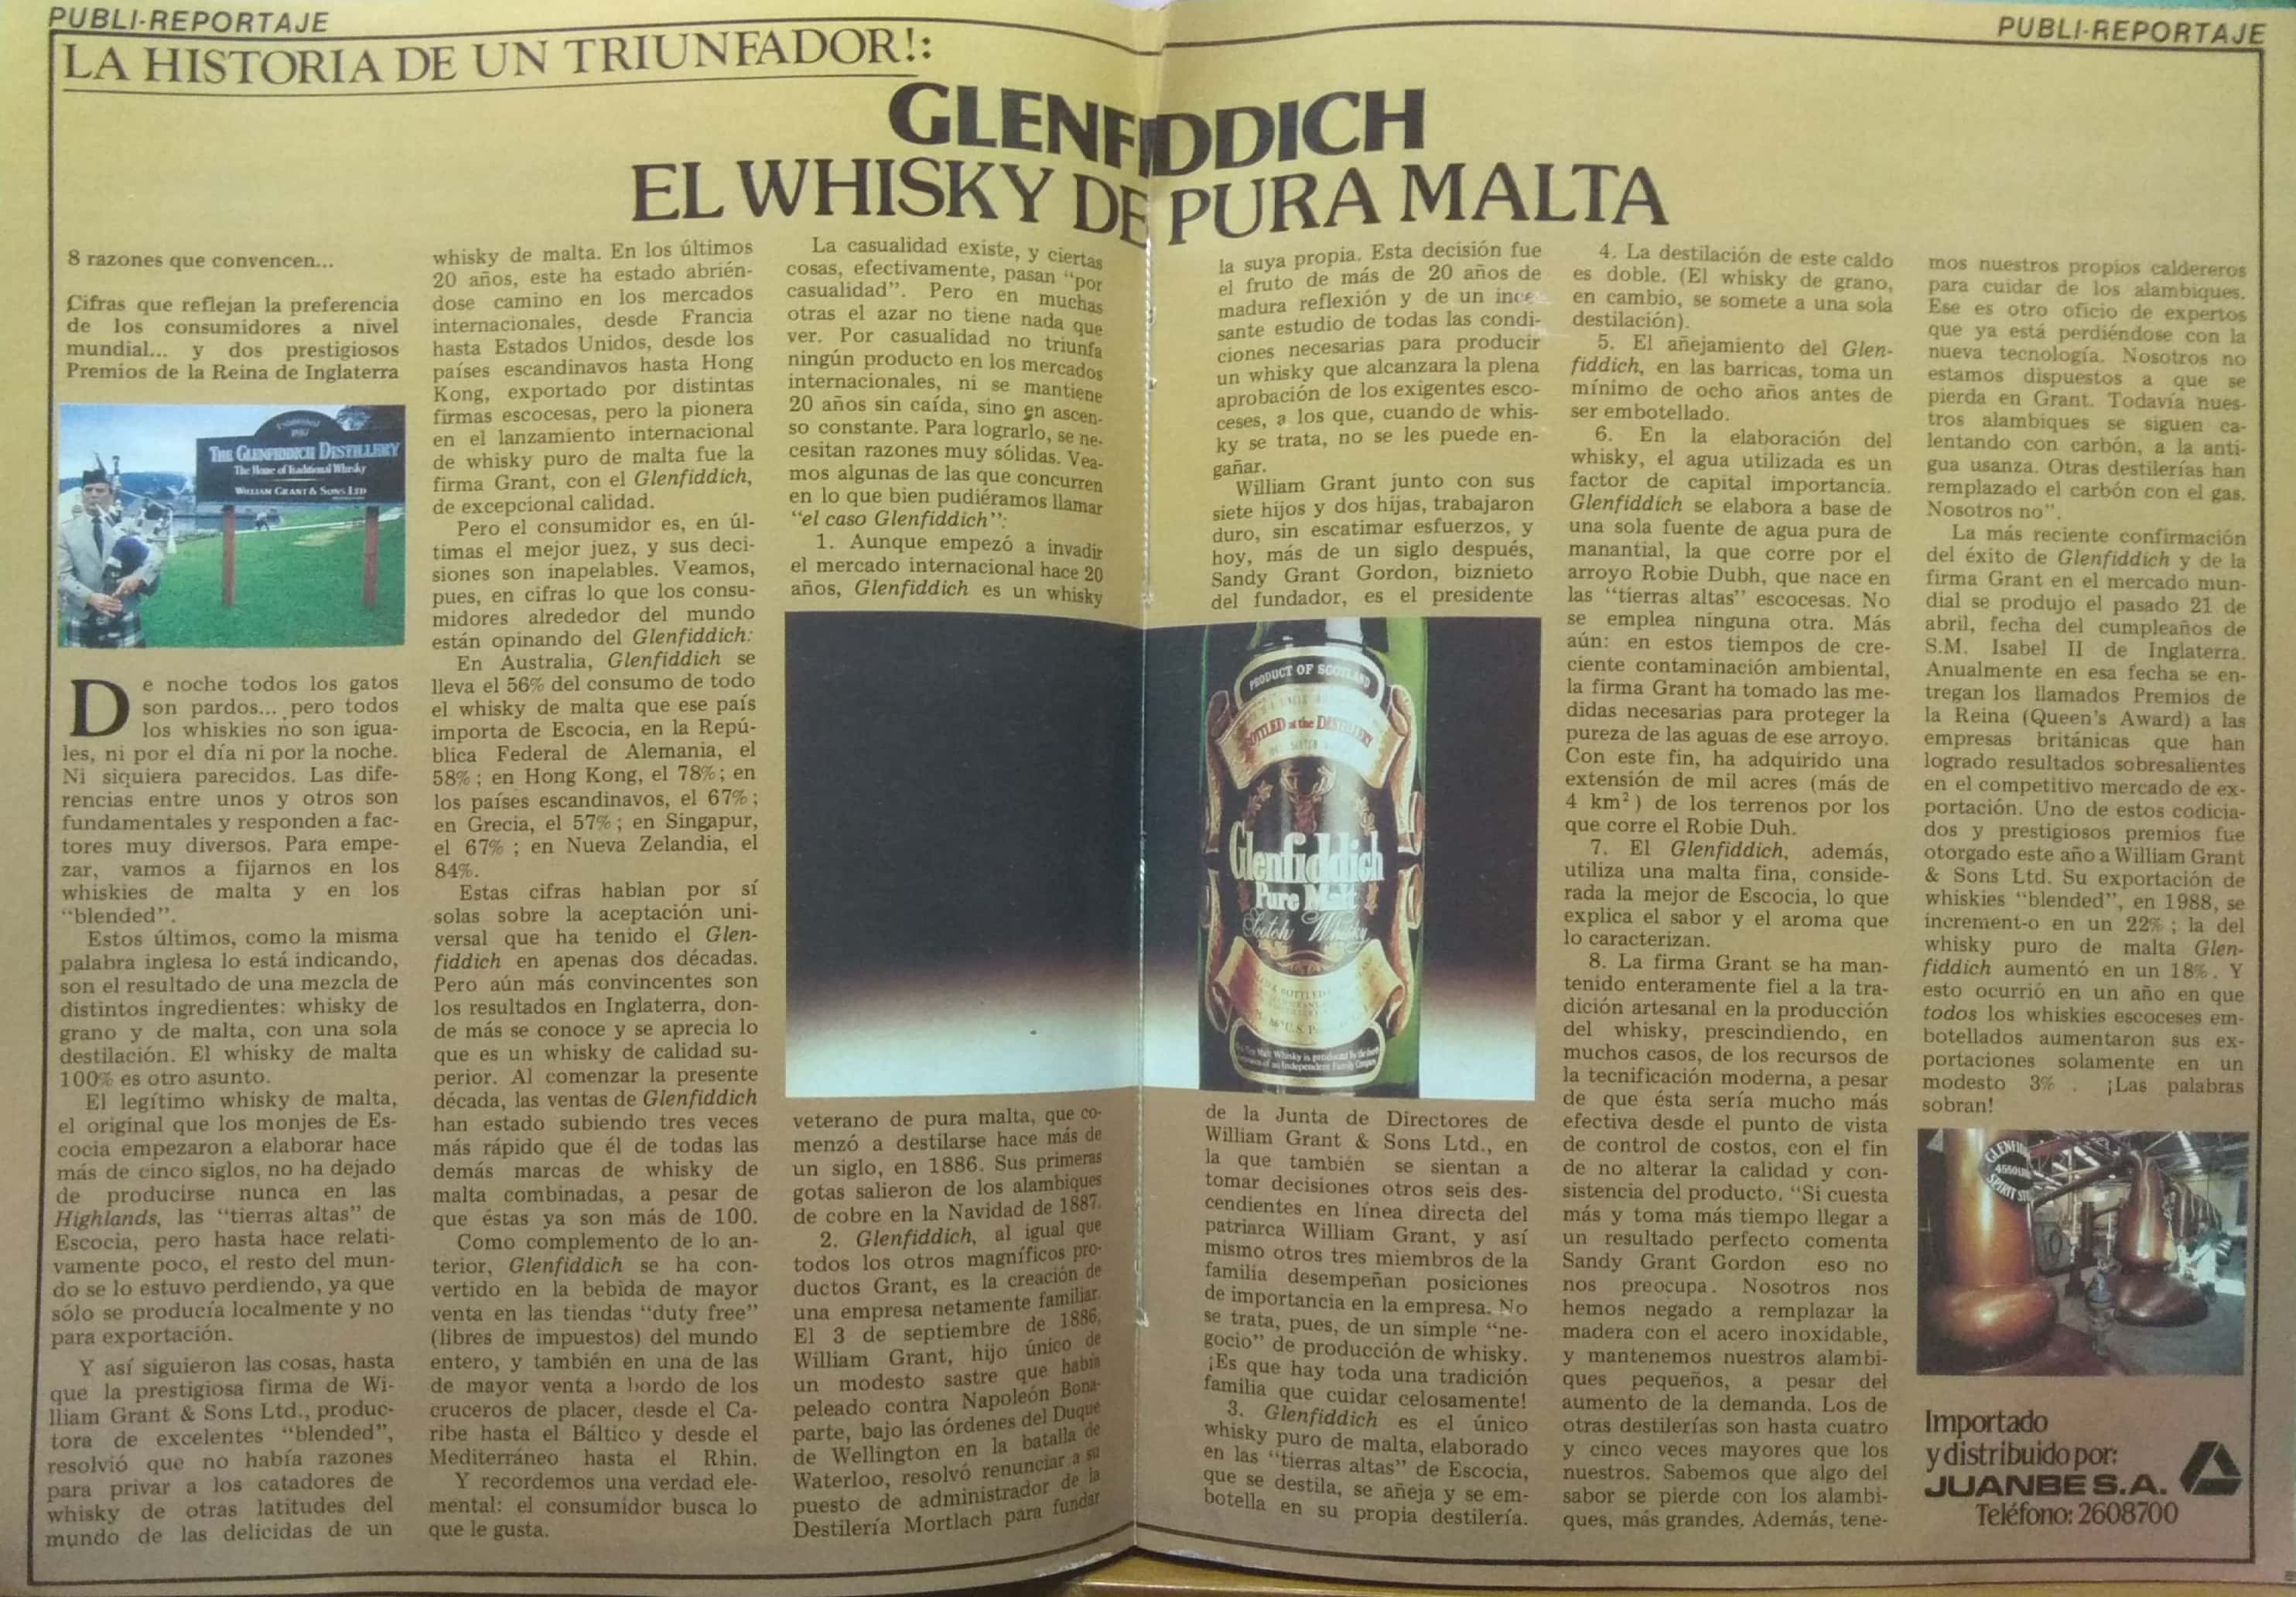 PUBLI-REPORTAJE
PUBLI-REPORTAJE
LA HISTORIA DE UN TRIUNFADOR!:
GLENFIDDICH
EL WHISKY DE PURA MALTA
8 razones que convencen...
Cifras que reflejan la preferencia
de los consumidores a nivel
mundial... y dos prestigiosos
Premios de la Reina de Inglaterra
Established
1887
THE GLENFIDDICH DISTILLERY
The Home of Traditional Whisky
WILLIAM GRANT & SONS LTD
De noche todos los gatos
son pardos... pero todos
los whiskies no son igua-
les, ni por el día ni por la noche.
Ni siquiera parecidos. Las dife-
rencias entre unos y otros son
fundamentales y responden a fac-
tores muy diversos. Para empe-
zar, vamos a fijarnos en los
whiskies de malta y en los
“blended”.
Estos últimos, como la misma
palabra inglesa lo está indicando,
son el resultado de una mezcla de
distintos ingredientes: whisky de
grano y de malta, con una sola
destilación. El whisky de malta
100% es otro asunto.
El legítimo whisky de malta,
el original que los monjes de Es-
cocia empezaron a elaborar hace
más de cinco siglos, no ha dejado
de producirse nunca en las
Highlands, las “tierras altas” de
Escocia, pero hasta hace relati-
vamente poco, el resto del mun-
do se lo estuvo perdiendo, ya que
sólo se producía localmente y no
para exportación.
Y así siguieron las cosas, hasta
que la prestigiosa firma de Wi-
lliam Grant & Sons Ltd., produc-
tora de excelentes “blended”,
resolvió que no había razones
para privar a los catadores de
whisky de otras latitudes del
mundo de las delicidas de un
whisky de malta. En los últimos
20 años, este ha estado abrién-
dose camino en los mercados
internacionales, desde Francia
hasta Estados Unidos, desde los
países escandinavos hasta Hong
Kong, exportado por distintas
firmas escocesas, pero la pionera
en el lanzamiento internacional
de whisky puro de malta fue la
firma Grant, con el Glenfiddich,
de excepcional calidad.
Pero el consumidor es, en úl-
timas el mejor juez, y sus deci-
siones son inapelables. Veamos,
pues, en cifras lo que los consu-
midores alrededor del mundo
están opinando del Glenfiddich:
En Australia, Glenfiddich se
lleva el 56% del consumo de todo
el whisky de malta que ese país
importa de Escocia, en la Repú-
blica Federal de Alemania, el
58%; en Hong Kong, el 78%; en
los países escandinavos, el 67%;
en Grecia, el 57%; en Singapur,
el 67%; en Nueva Zelandia, el
84%.
Estas cifras hablan por sí
solas sobre la aceptación uni-
versal que ha tenido el Glen-
fiddich en apenas dos décadas.
Pero aún más convincentes son
los resultados en Inglaterra, don-
de más se conoce y se aprecia lo
que es un whisky de calidad su-
perior. Al comenzar la presente
década, las ventas de Glenfiddich
han estado subiendo tres veces
más rápido que él de todas las
demás marcas de whisky de
malta combinadas, a pesar de
que éstas ya son más de 100.
Como complemento de lo an-
terior, Glenfiddich se ha con-
vertido en la bebida de mayor
venta en las tiendas “duty free”
(libres de impuestos) del mundo
entero, y también en una de las
de mayor venta a bordo de los
cruceros de placer, desde el Ca-
ribe hasta el Báltico y desde el
Mediterráneo hasta el Rhin.
Y recordemos una verdad ele-
mental: el consumidor busca lo
que le gusta.
La casualidad existe, y ciertas
cosas, efectivamente, pasan “por
casualidad”. Pero en muchas
otras el azar no tiene nada que
ver. Por casualidad no triunfa
ningún producto en los mercados
internacionales, ni se mantiene
20 años sin caída, sino en ascen-
so constante. Para lograrlo, se ne-
cesitan razones muy sólidas. Vea-
mos algunas de las que concurren
en lo que bien pudiéramos llamar
“el caso Glenfiddich”:
1. Aunque empezó a invadir
el mercado internacional hace 20
años, Glenfiddich es un whisky
veterano de pura malta, que co-
menzó a destilarse hace más de
un siglo, en 1886. Sus primeras
gotas salieron de los alambiques
de cobre en la Navidad de 1887.
2. Glenfiddich, al igual que
todos los otros magníficos pro-
ductos Grant, es la creación de
una empresa netamente familiar.
El 3 de septiembre de 1886,
William Grant, hijo único de
un modesto sastre que había
peleado contra Napoleón Bona-
parte, bajo las órdenes del Duque
de Wellington en la batalla de
Waterloo, resolvió renunciar a su
puesto de administrador de la
Destilería Mortlach para fundar
la suya propia. Esta decisión fue
el fruto de más de 20 años de
madura reflexión y de un ince-
sante estudio de todas las condi-
ciones necesarias para producir
un whisky que alcanzara la plena
aprobación de los exigentes esco-
ceses, a los que, cuando de whis-
ky se trata, no se les puede en-
gañar.
William Grant junto con sus
siete hijos y dos hijas, trabajaron
duro, sin escatimar esfuerzos, y
hoy, más de un siglo después,
Sandy Grant Gordon, biznieto
del fundador, es el presidente
PRODUCT OF SCOTLAND
BOTTLED at the DISTILLERY
Glenfiddich
Pure Malt
Scotch Whisky
de la Junta de Directores de
William Grant & Sons Ltd., en
la que también se sientan a
tomar decisiones otros seis des-
cendientes en línea directa del
patriarca William Grant, y así
mismo otros tres miembros de la
familia desempeñan posiciones
de importancia en la empresa. No
se trata, pues, de un simple “ne-
gocio” de producción de whisky.
¡Es que hay toda una tradición
familia que cuidar celosamente!
3. Glenfiddich es el único
whisky puro de malta, elaborado
en las “tierras altas” de Escocia,
que se destila, se añeja y se em-
botella en su propia destilería.
4. La destilación de este caldo
es doble. (El whisky de grano,
en cambio, se somete a una sola
destilación).
5. El añejamiento del Glen-
fiddich, en las barricas, toma un
mínimo de ocho años antes de
ser embotellado.
6. En la elaboración del
whisky, el agua utilizada es un
factor de capital importancia.
Glenfiddich se elabora a base de
una sola fuente de agua pura de
manantial, la que corre por el
arroyo Robie Dubh, que nace en
las “tierras altas” escocesas. No
se emplea ninguna otra. Más
aún: en estos tiempos de cre-
ciente contaminación ambiental,
la firma Grant ha tomado las me-
didas necesarias para proteger la
pureza de las aguas de ese arroyo.
Con este fin, ha adquirido una
extensión de mil acres (más de
4 km²) de los terrenos por los
que corre el Robie Duh.
7. El Glenfiddich, además,
utiliza una malta fina, conside-
rada la mejor de Escocia, lo que
explica el sabor y el aroma que
lo caracterizan.
8. La firma Grant se ha man-
tenido enteramente fiel a la tra-
dición artesanal en la producción
del whisky, prescindiendo, en
muchos casos, de los recursos de
la tecnificación moderna, a pesar
de que ésta sería mucho más
efectiva desde el punto de vista
de control de costos, con el fin
de no alterar la calidad y con-
sistencia del producto. “Si cuesta
más y toma más tiempo llegar a
un resultado perfecto comenta
Sandy Grant Gordon eso no
nos preocupa. Nosotros nos
hemos negado a remplazar la
madera con el acero inoxidable,
y mantenemos nuestros alambi-
ques pequeños, a pesar del
aumento de la demanda. Los de
otras destilerías son hasta cuatro
y cinco veces mayores que los
nuestros. Sabemos que algo del
sabor se pierde con los alambi-
ques, más grandes. Además, tene-
mos nuestros propios caldereros
para cuidar de los alambiques.
Ese es otro oficio de expertos
que ya está perdiéndose con la
nueva tecnología. Nosotros no
estamos dispuestos a que se
pierda en Grant. Todavía nues-
tros alambiques se siguen ca-
lentando con carbón, a la anti-
gua usanza. Otras destilerías han
remplazado el carbón con el gas.
Nosotros no”.
La más reciente confirmación
del éxito de Glenfiddich y de la
firma Grant en el mercado mun-
dial se produjo el pasado 21 de
abril, fecha del cumpleaños de
S.M. Isabel II de Inglaterra.
Anualmente en esa fecha se en-
tregan los llamados Premios de
la Reina (Queen's Award) a las
empresas británicas que han
logrado resultados sobresalientes
en el competitivo mercado de ex-
portación. Uno de estos codicia-
dos y prestigiosos premios fue
otorgado este año a William Grant
& Sons Ltd. Su exportación de
whiskies “blended”, en 1988, se
increment-o en un 22%; la del
whisky puro de malta Glen-
fiddich aumentó en un 18%. Y
esto ocurrió en un año en que
todos los whiskies escoceses em-
botellados aumentaron sus ex-
portaciones solamente en un
modesto 3% . ¡Las palabras
sobran!
Importado
y distribuido por:
JUANBE S.A.
Teléfono: 2608700